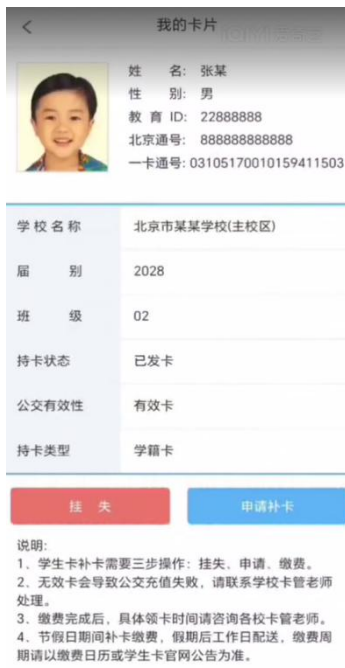 我的卡片
姓 名: 张某
性 别: 男
教 育 ID: 22888888
北京通号: 888888888888
一卡通号: 03105170010159411503
学校名称 北京市某某学校(主校区)
届 别 2028
班 级 02
持卡状态 已发卡
公交有效性 有效卡
持卡类型 学籍卡
挂 失 申请补卡
说明:
1、学生卡补卡需要三步操作：挂失、申请、缴费。
2、无效卡会导致公交充值失败，请联系学校卡管老师
处理。
3、缴费完成后，具体领卡时间请咨询各校卡管老师。
4、节假日期间补卡缴费，假期后工作日配送，缴费周
期请以缴费日历或学生卡官网公告为准。